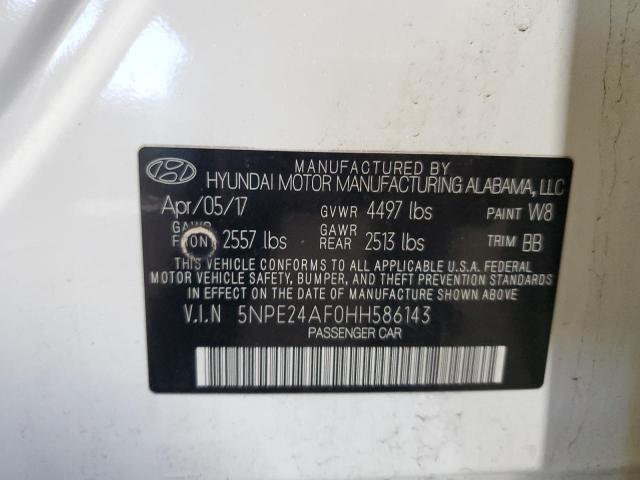 MANUFACTURED BY
HYUNDAI MOTOR MANUFACTURING ALABAMA, LLC
Apr/05/17 GVWR 4497 lbs PAINT W8
GAWR FRONT 2557 lbs GAWR REAR 2513 lbs TRIM BB
THIS VEHICLE CONFORMS TO ALL APPLICABLE U.S.A. FEDERAL
MOTOR VEHICLE SAFETY, BUMPER, AND THEFT PREVENTION
STANDARDS IN EFFECT ON THE DATE OF MANUFACTURE SHOWN ABOVE.
V.I.N 5NPE24AF0HH586143
PASSENGER CAR